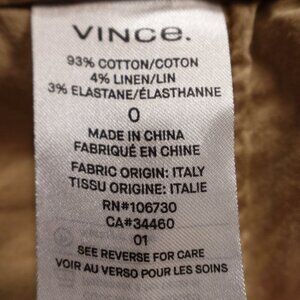 VINCE.
93% COTTON/COTON
4% LINEN/LIN
3% ELASTANE/ÉLASTHANNE
0
MADE IN CHINA
FABRIQUÉ EN CHINE
FABRIC ORIGIN: ITALY
TISSU ORIGINE: ITALIE
RN#106730
CA#34460
01
SEE REVERSE FOR CARE
VOIR AU VERSO POUR LES SOINS